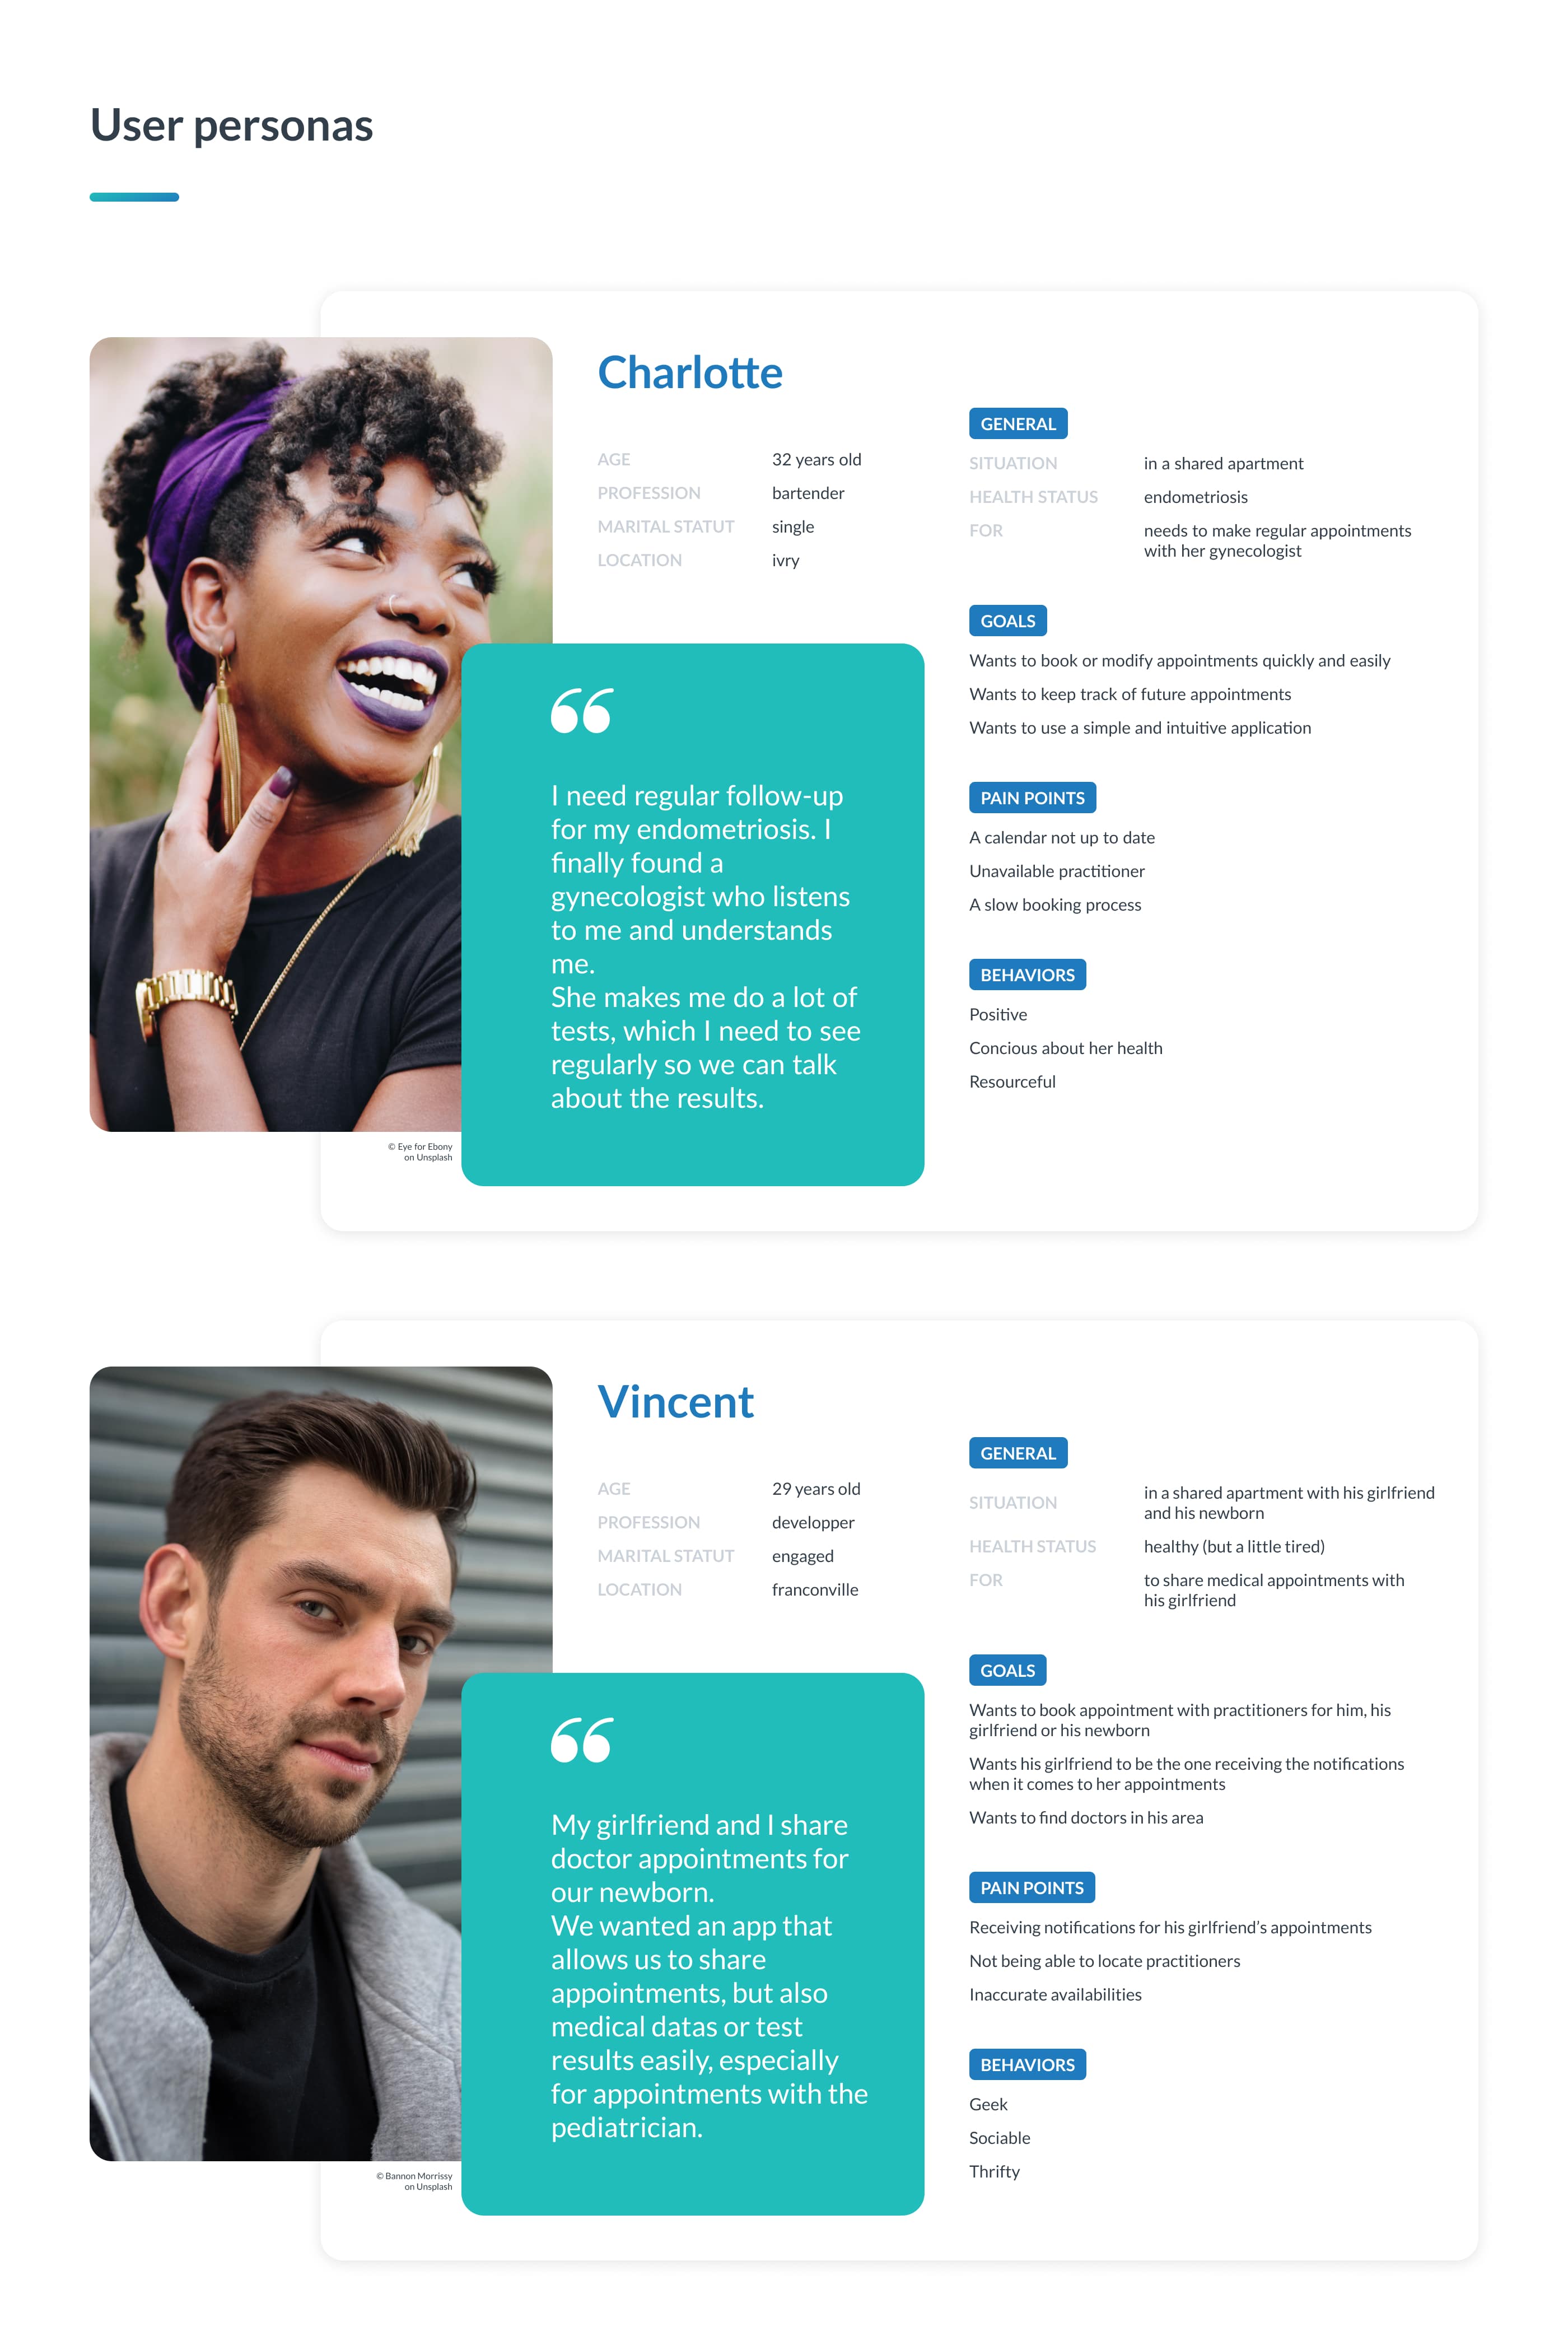 User personas
Charlotte
AGE 32 years old
PROFESSION bartender
MARITAL STATUT single
LOCATION ivry
“
I need regular follow-up
for my endometriosis. I
finally found a
gynecologist who listens
to me and understands
me.
She makes me do a lot of
tests, which I need to see
regularly so we can talk
about the results.
© Eye for Ebony
on Unsplash
GENERAL
SITUATION in a shared apartment
HEALTH STATUS endometriosis
FOR needs to make regular appointments
with her gynecologist
GOALS
Wants to book or modify appointments quickly and easily
Wants to keep track of future appointments
Wants to use a simple and intuitive application
PAIN POINTS
A calendar not up to date
Unavailable practitioner
A slow booking process
BEHAVIORS
Positive
Concious about her health
Resourceful
Vincent
AGE 29 years old
PROFESSION developper
MARITAL STATUT engaged
LOCATION franconville
“
My girlfriend and I share
doctor appointments for
our newborn.
We wanted an app that
allows us to share
appointments, but also
medical datas or test
results easily, especially
for appointments with the
pediatrician.
© Bannon Morrissy
on Unsplash
GENERAL
SITUATION in a shared apartment with his girlfriend
and his newborn
HEALTH STATUS healthy (but a little tired)
FOR to share medical appointments with
his girlfriend
GOALS
Wants to book appointment with practitioners for him, his
girlfriend or his newborn
Wants his girlfriend to be the one receiving the notifications
when it comes to her appointments
Wants to find doctors in his area
PAIN POINTS
Receiving notifications for his girlfriend’s appointments
Not being able to locate practitioners
Inaccurate availabilities
BEHAVIORS
Geek
Sociable
Thrifty